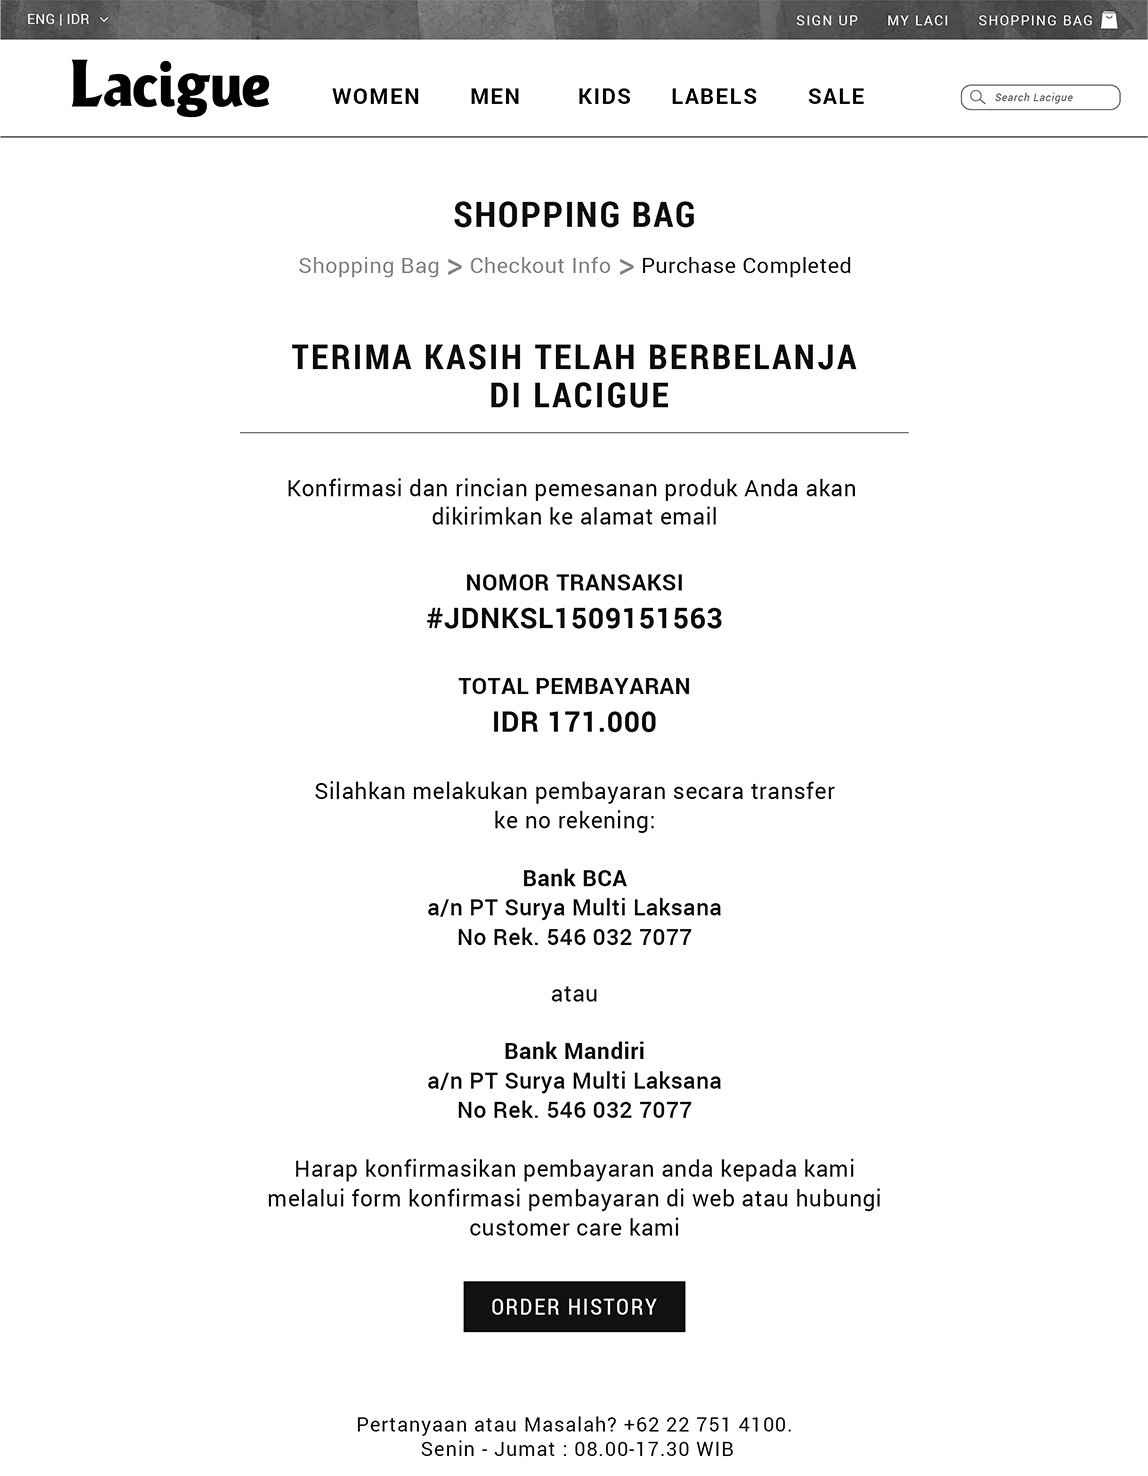 ENG | IDR
SIGN UP MY LACI SHOPPING BAG
Lacigue WOMEN MEN KIDS LABELS SALE Search Lacigue
SHOPPING BAG
Shopping Bag > Checkout Info > Purchase Completed
TERIMA KASIH TELAH BERBELANJA
DI LACIGUE
Konfirmasi dan rincian pemesanan produk Anda akan
dikirimkan ke alamat email
NOMOR TRANSAKSI
#JDNKSL1509151563
TOTAL PEMBAYARAN
IDR 171.000
Silahkan melakukan pembayaran secara transfer
ke no rekening:
Bank BCA
a/n PT Surya Multi Laksana
No Rek. 546 032 7077
atau
Bank Mandiri
a/n PT Surya Multi Laksana
No Rek. 546 032 7077
Harap konfirmasikan pembayaran anda kepada kami
melalui form konfirmasi pembayaran di web atau hubungi
customer care kami
ORDER HISTORY
Pertanyaan atau Masalah? +62 22 751 4100.
Senin - Jumat : 08.00-17.30 WIB